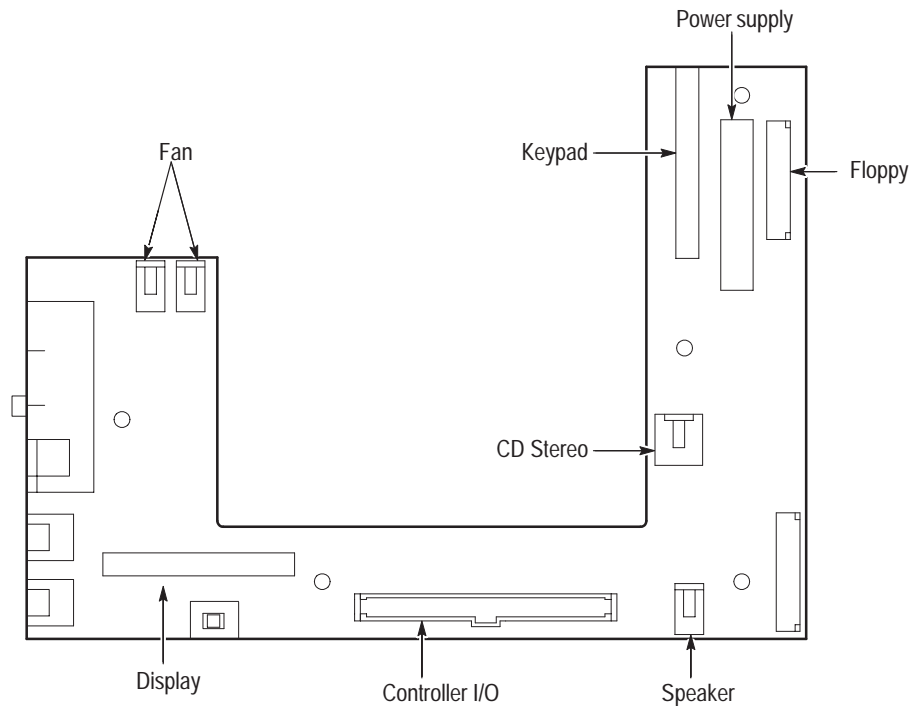 Power supply
Fan
Keypad
Floppy
CD Stereo
Display
Controller I/O
Speaker